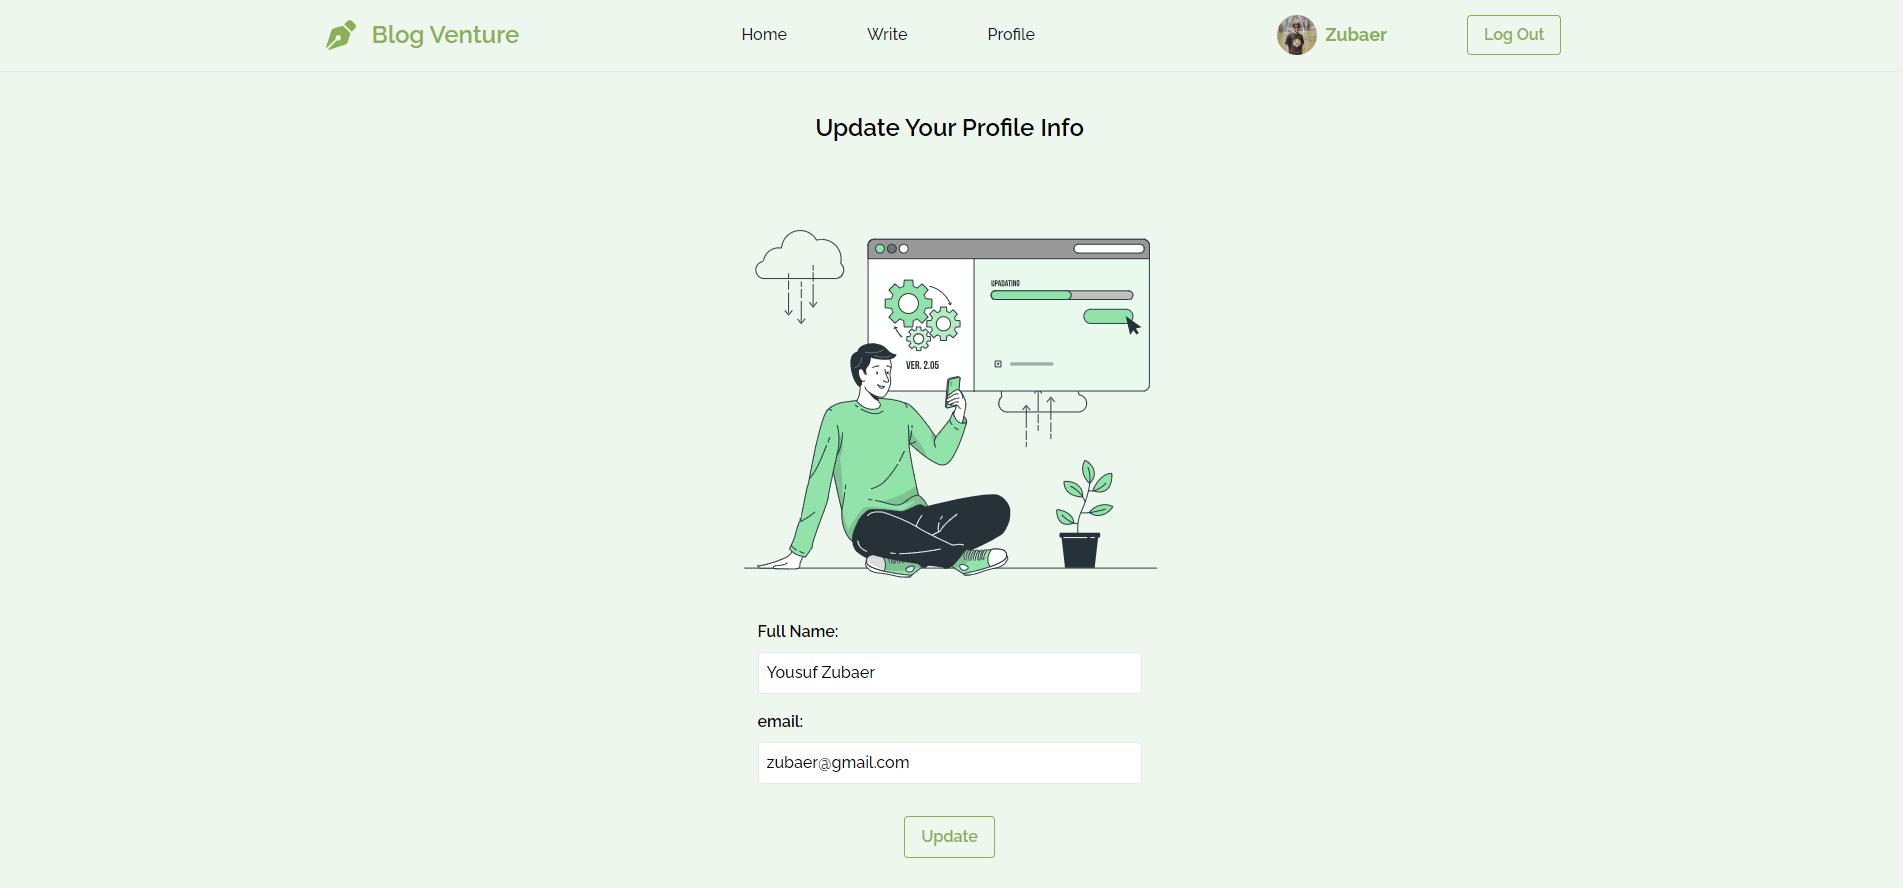 Blog Venture
Home
Write
Profile
Zubaer
Log Out
Update Your Profile Info
UPADATING
VER. 2.05
Full Name:
Yousuf Zubaer
email:
zubaer@gmail.com
Update